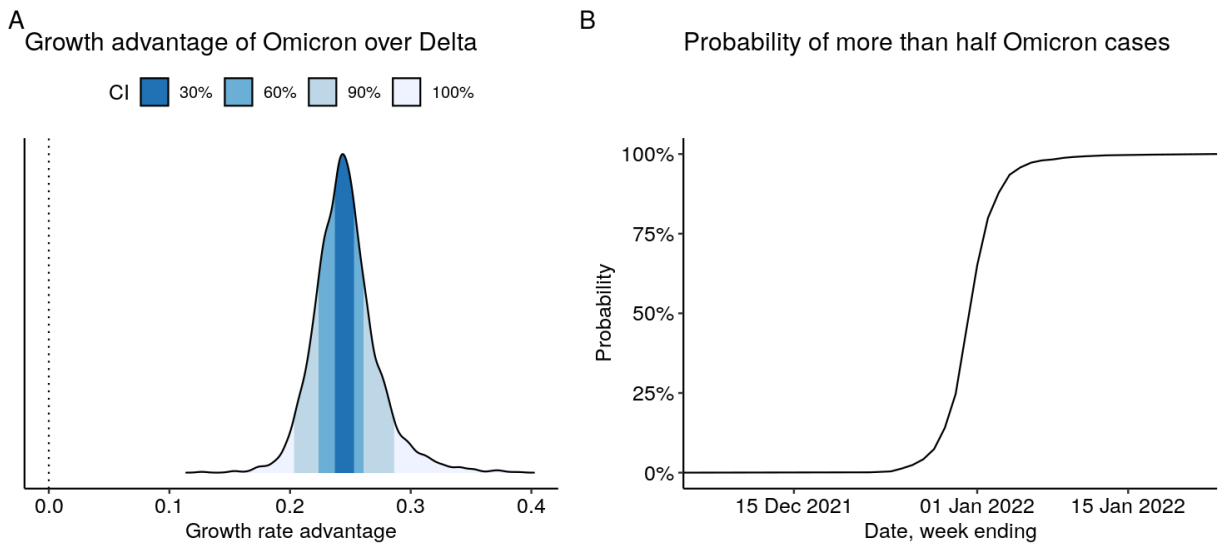 A
Growth advantage of Omicron over Delta
CI 30% 60% 90% 100%
0.0 0.1 0.2 0.3 0.4
Growth rate advantage
B
Probability of more than half Omicron cases
100%
75%
50%
25%
0%
Probability
15 Dec 2021 01 Jan 2022 15 Jan 2022
Date, week ending